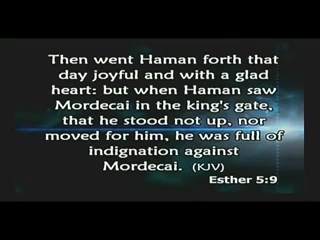 Then went Haman forth that
day joyful and with a glad
heart: but when Haman saw
Mordecai in the king's gate,
that he stood not up, nor
moved for him, he was full of
indignation against
Mordecai. (KJV)
Esther 5:9